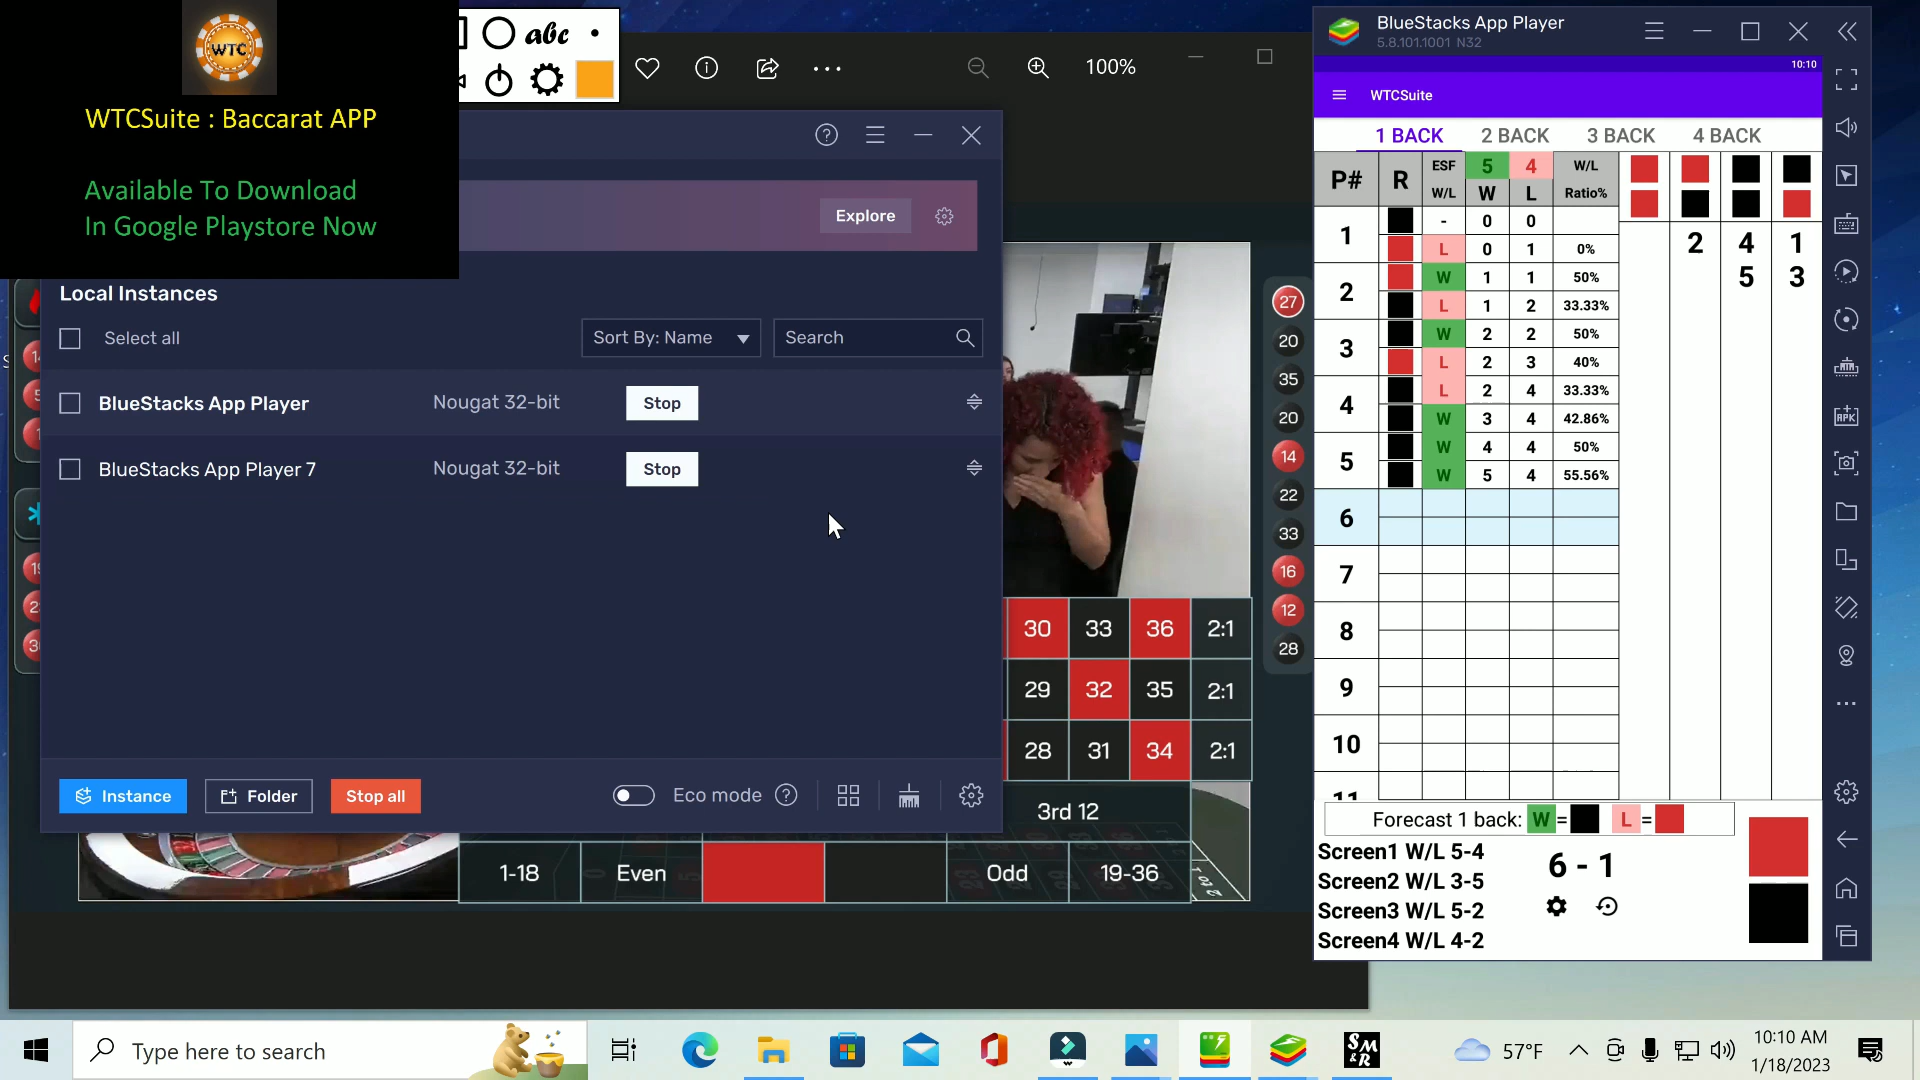 WTC
WTCSuite : Baccarat APP
Available To Download
In Google Playstore Now
abc
100%
Explore
Local Instances
Select all
Sort By: Name
Search
BlueStacks App Player
Nougat 32-bit
Stop
BlueStacks App Player 7
Nougat 32-bit
Stop
Instance
Folder
Stop all
Eco mode
27
20
35
20
14
22
33
16
12
28
30 33 36 2:1
29 32 35 2:1
28 31 34 2:1
3rd 12
1-18 Even Odd 19-36
BlueStacks App Player
5.8.101.1001 N32
10:10
WTCSuite
1 BACK 2 BACK 3 BACK 4 BACK
P# R ESF W/L 5 4 W/L
W L Ratio%
1 - 0 0
L 0 1 0%
2 W 1 1 50%
L 1 2 33.33%
3 W 2 2 50%
L 2 3 40%
4 L 2 4 33.33%
W 3 4 42.86%
5 W 4 4 50%
W 5 4 55.56%
6
7
8
9
10
11
2 4 1
5 3
Forecast 1 back: W = L =
Screen1 W/L 5-4
Screen2 W/L 3-5
Screen3 W/L 5-2
Screen4 W/L 4-2
6 - 1
APK
Type here to search
SM
&R
57°F
10:10 AM
1/18/2023